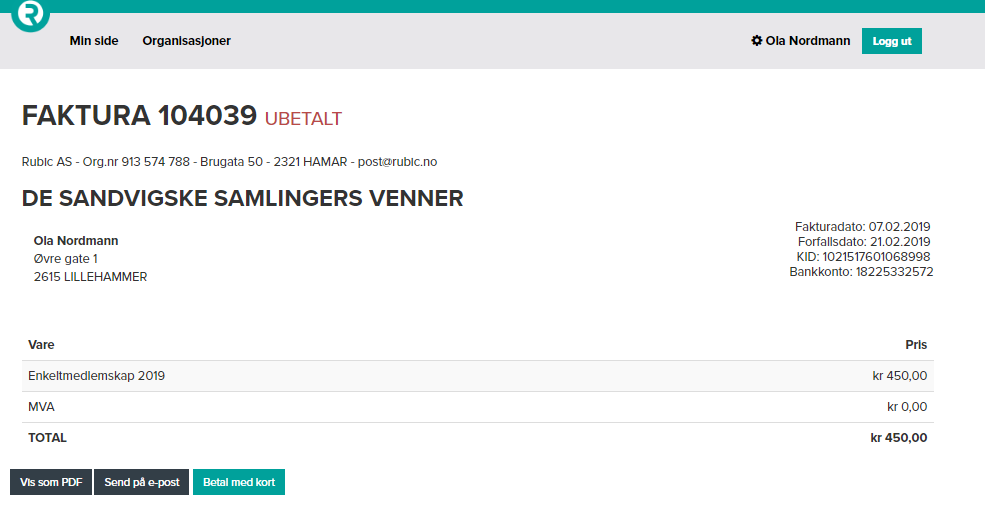 R
Min side Organisasjoner Ola Nordmann Logg ut
FAKTURA 104039 UBETALT
Rubic AS - Org.nr 913 574 788 - Brugata 50 - 2321 HAMAR - post@rubic.no
DE SANDVIGSKE SAMLINGERS VENNER
Ola Nordmann
Øvre gate 1
2615 LILLEHAMMER
Fakturadato: 07.02.2019
Forfallsdato: 21.02.2019
KID: 1021517601068998
Bankkonto: 18225332572
Vare Pris
Enkeltmedlemskap 2019 kr 450,00
MVA kr 0,00
TOTAL kr 450,00
Vis som PDF Send på e-post Betal med kort